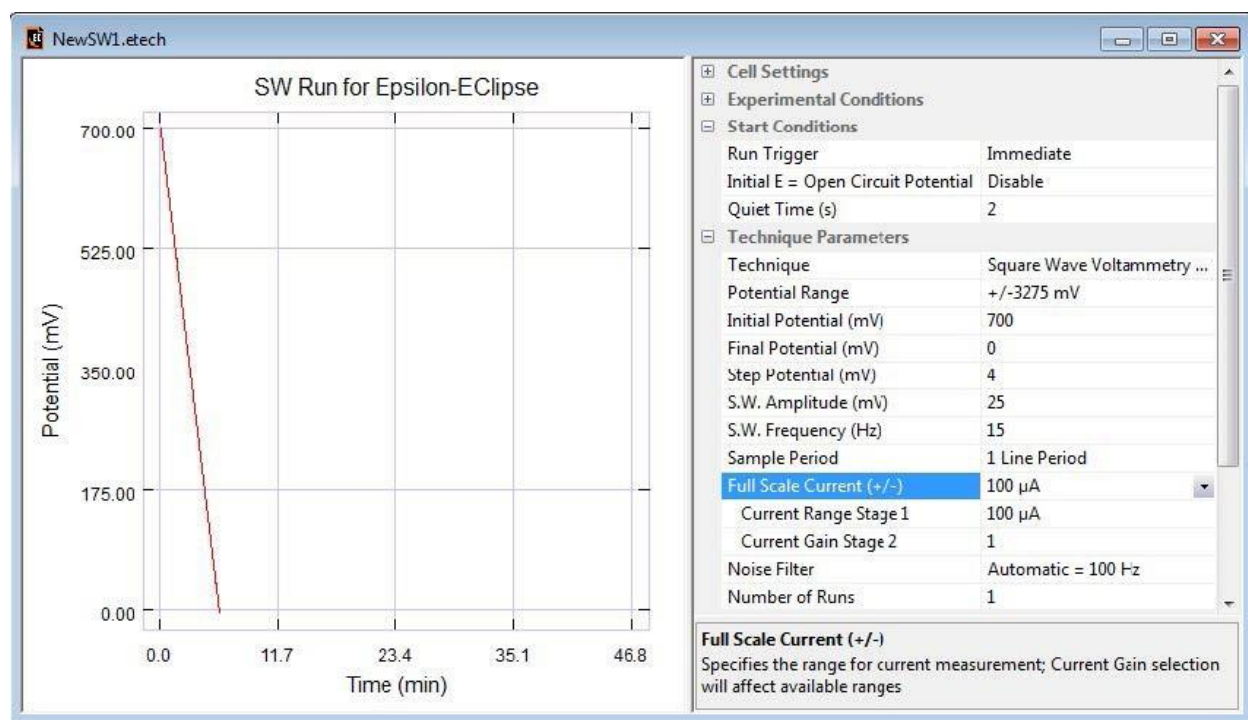 NewSW1.etech
SW Run for Epsilon-EClipse
700.00
525.00
350.00
175.00
0.00
Potential (mV)
0.0 11.7 23.4 35.1 46.8
Time (min)
Cell Settings
Experimental Conditions
Start Conditions
Run Trigger Immediate
Initial E = Open Circuit Potential Disable
Quiet Time (s) 2
Technique Parameters
Technique Square Wave Voltammetry ...
Potential Range +/-3275 mV
Initial Potential (mV) 700
Final Potential (mV) 0
Step Potential (mV) 4
S.W. Amplitude (mV) 25
S.W. Frequency (Hz) 15
Sample Period 1 Line Period
Full Scale Current (+/-) 100 µA
Current Range Stage 1 100 µA
Current Gain Stage 2 1
Noise Filter Automatic = 100 Hz
Number of Runs 1
Full Scale Current (+/-)
Specifies the range for current measurement; Current Gain selection
will affect available ranges